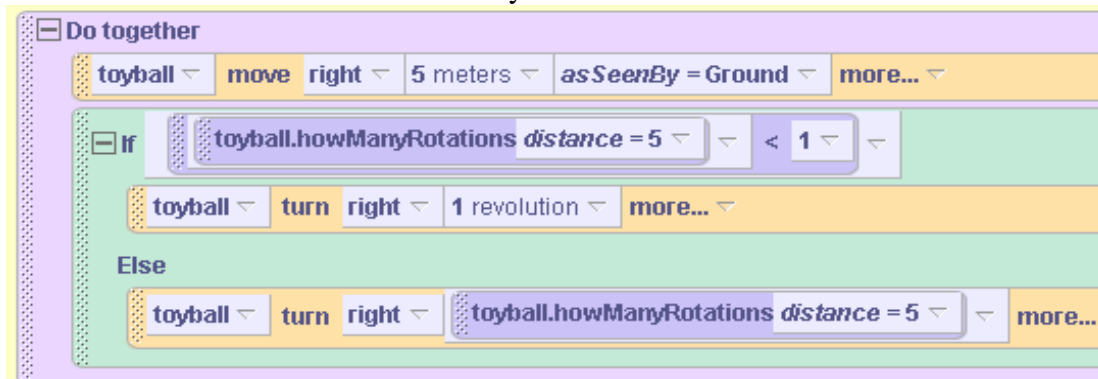 Do together
toyball move right 5 meters asSeenBy = Ground more...
If toyball.howManyRotations distance = 5 < 1
toyball turn right 1 revolution more...
Else
toyball turn right toyball.howManyRotations distance = 5 more...